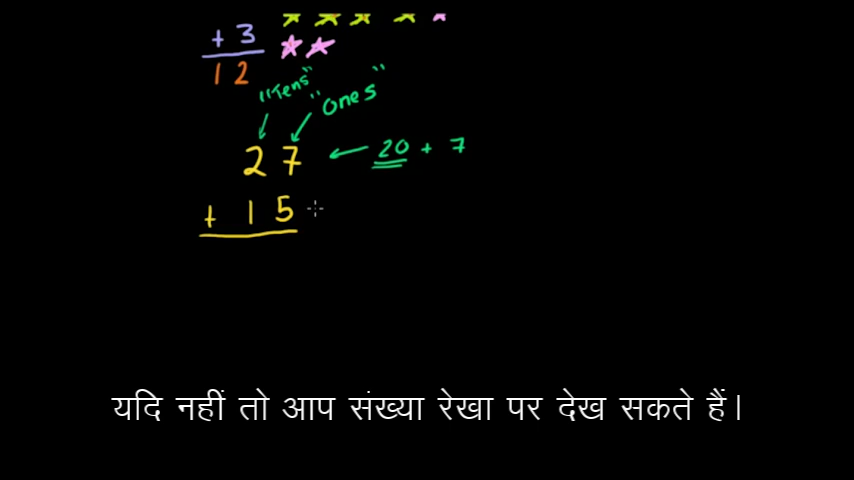 + 3
12
"Tens"
"Ones"
27
20 + 7
+ 15
यदि नहीं तो आप संख्या रेखा पर देख सकते हैं।